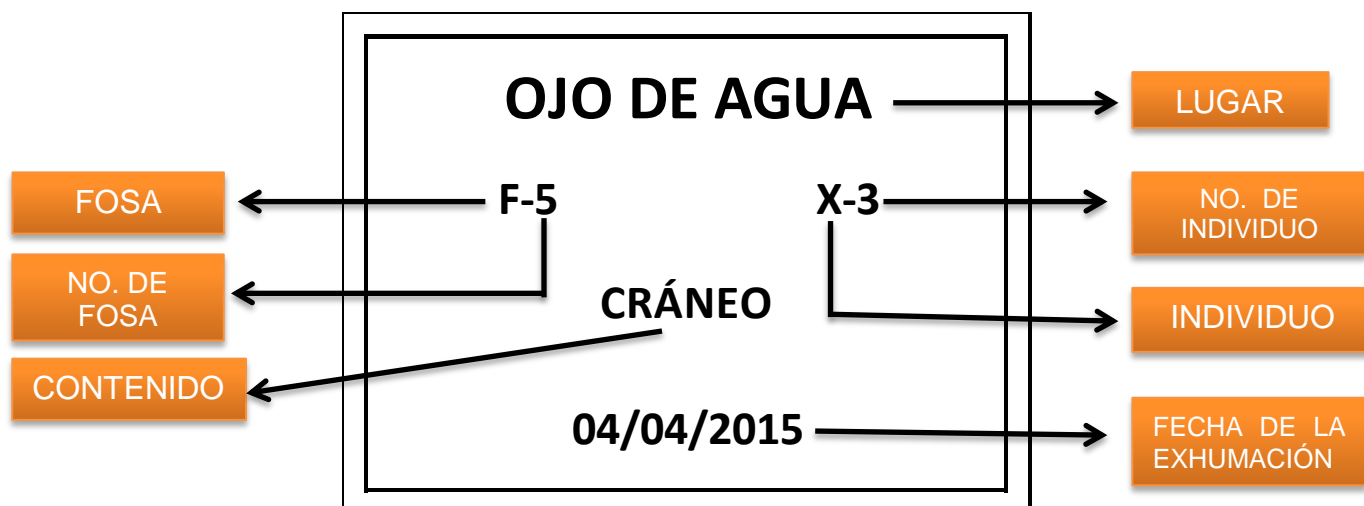 OJO DE AGUA
LUGAR
FOSA
F-5
X-3
NO. DE
INDIVIDUO
NO. DE
FOSA
CRÁNEO
INDIVIDUO
CONTENIDO
04/04/2015
FECHA DE LA
EXHUMACIÓN